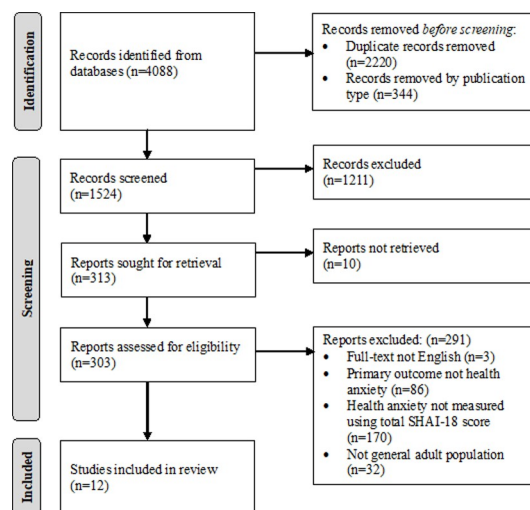 Identification
Records identified from
databases (n=4088)
Records removed before screening:
• Duplicate records removed
(n=2220)
• Records removed by publication
type (n=344)
Screening
Records screened
(n=1524)
Records excluded
(n=1211)
Reports sought for retrieval
(n=313)
Reports not retrieved
(n=10)
Reports assessed for eligibility
(n=303)
Reports excluded: (n=291)
• Full-text not English (n=3)
• Primary outcome not health
anxiety (n=86)
• Health anxiety not measured
using total SHAI-18 score
(n=170)
• Not general adult population
(n=32)
Included
Studies included in review
(n=12)